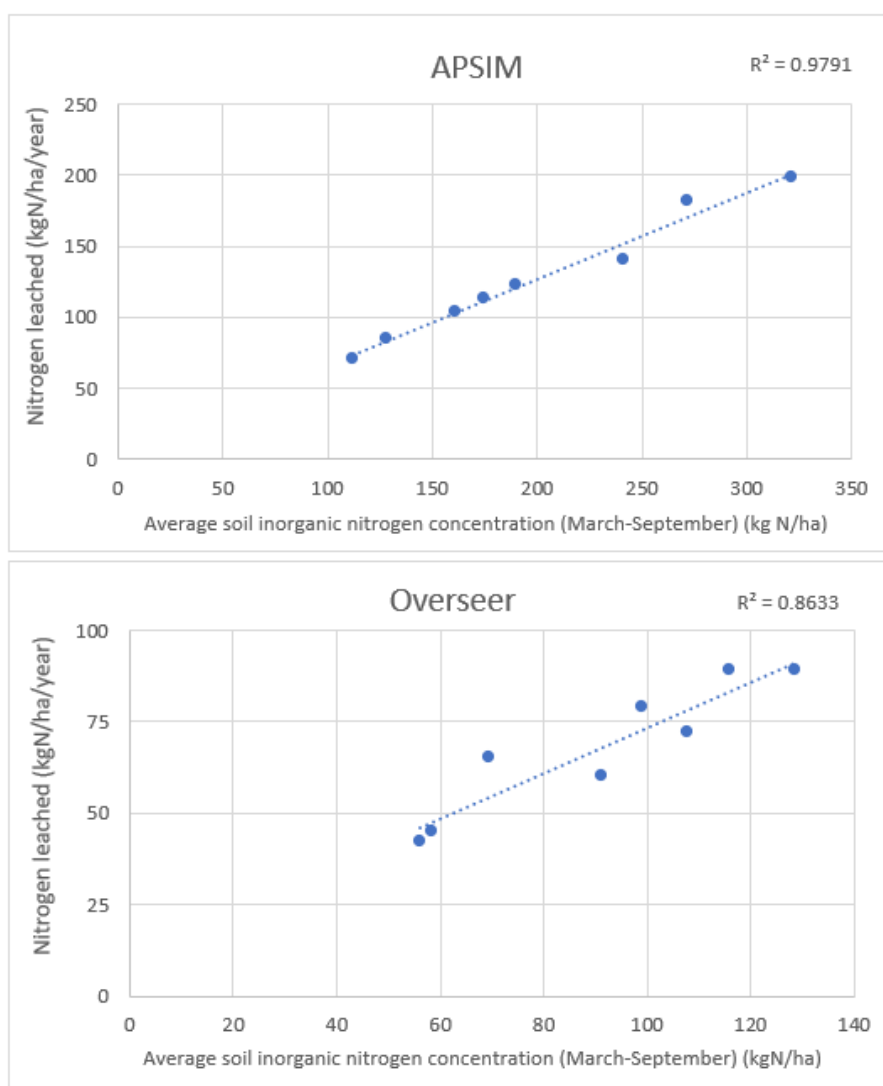 APSIM
R² = 0.9791
Nitrogen leached (kgN/ha/year)
250
200
150
100
50
0
0 50 100 150 200 250 300 350
Average soil inorganic nitrogen concentration (March-September) (kg N/ha)
Overseer
R² = 0.8633
Nitrogen leached (kgN/ha/year)
100
75
50
25
0
0 20 40 60 80 100 120 140
Average soil inorganic nitrogen concentration (March-September) (kgN/ha)